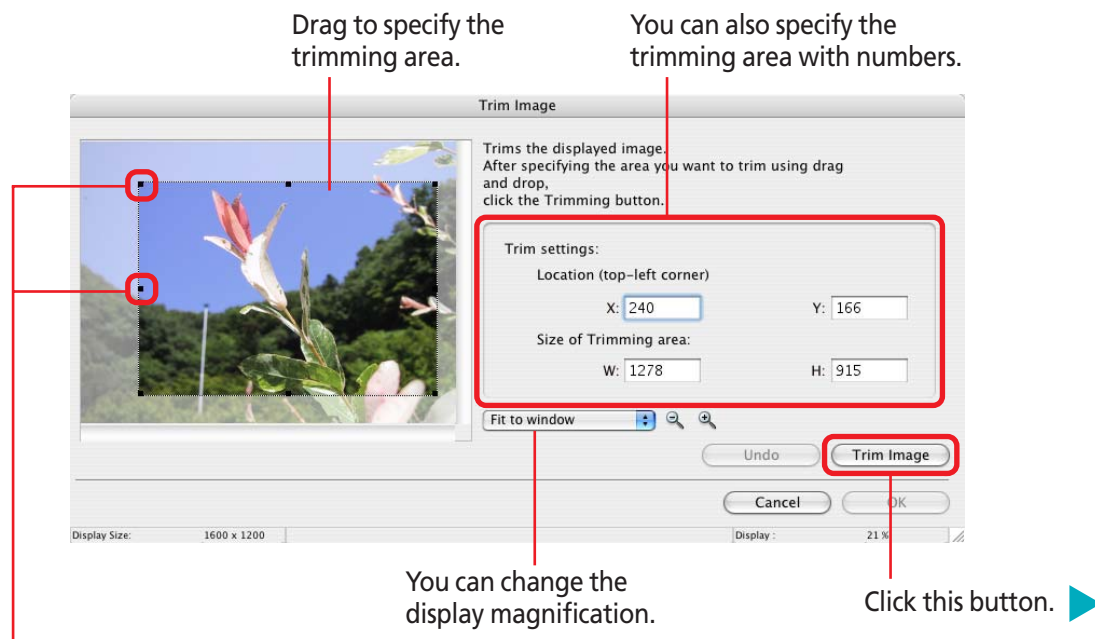 Drag to specify the
trimming area.
You can also specify the
trimming area with numbers.
Trim Image
Trims the displayed image.
After specifying the area you want to trim using drag
and drop,
click the Trimming button.
Trim settings:
Location (top-left corner)
X: 240 Y: 166
Size of Trimming area:
W: 1278 H: 915
Fit to window
Undo Trim Image
Cancel OK
Display Size: 1600 x 1200 Display : 21 %
You can change the
display magnification.
Click this button.